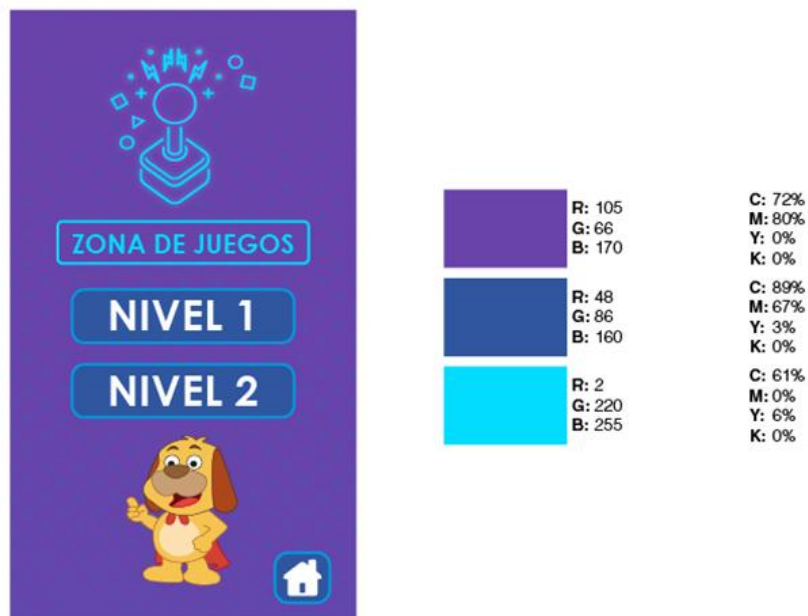 ZONA DE JUEGOS
NIVEL 1
NIVEL 2
R: 105
G: 66
B: 170
C: 72%
M: 80%
Y: 0%
K: 0%
R: 48
G: 86
B: 160
C: 89%
M: 67%
Y: 3%
K: 0%
R: 2
G: 220
B: 255
C: 61%
M: 0%
Y: 6%
K: 0%